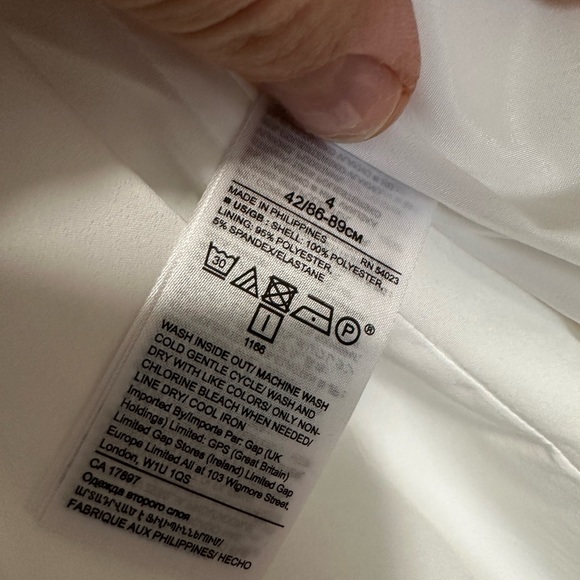 4
42/86-89CM
MADE IN PHILIPPINES. RN 54023
■ US/GB : SHELL: 100% POLYESTER,
LINING: 95% POLYESTER,
5% SPANDEX/ELASTANE
30 P ®
1166
WASH INSIDE OUT/ MACHINE WASH
COLD GENTLE CYCLE/ WASH AND
DRY WITH LIKE COLORS/ ONLY NON-
CHLORINE BLEACH WHEN NEEDED/
LINE DRY/ COOL IRON
Imported By/Importe Par: Gap (UK
Holdings) Limited: GPS (Great Britain)
Limited Gap Stores (Ireland) Limited Gap
Europe Limited All at 103 Wigmore Street,
London, W1U 1QS
CA 17897
Одежда второго слоя
ԱՐՏԱԴՐՎԱԾ Է ՖԻԼԻՊԻՆՆԵՐՈՒՄ/
FABRIQUE AUX PHILIPPINES/ HECHO